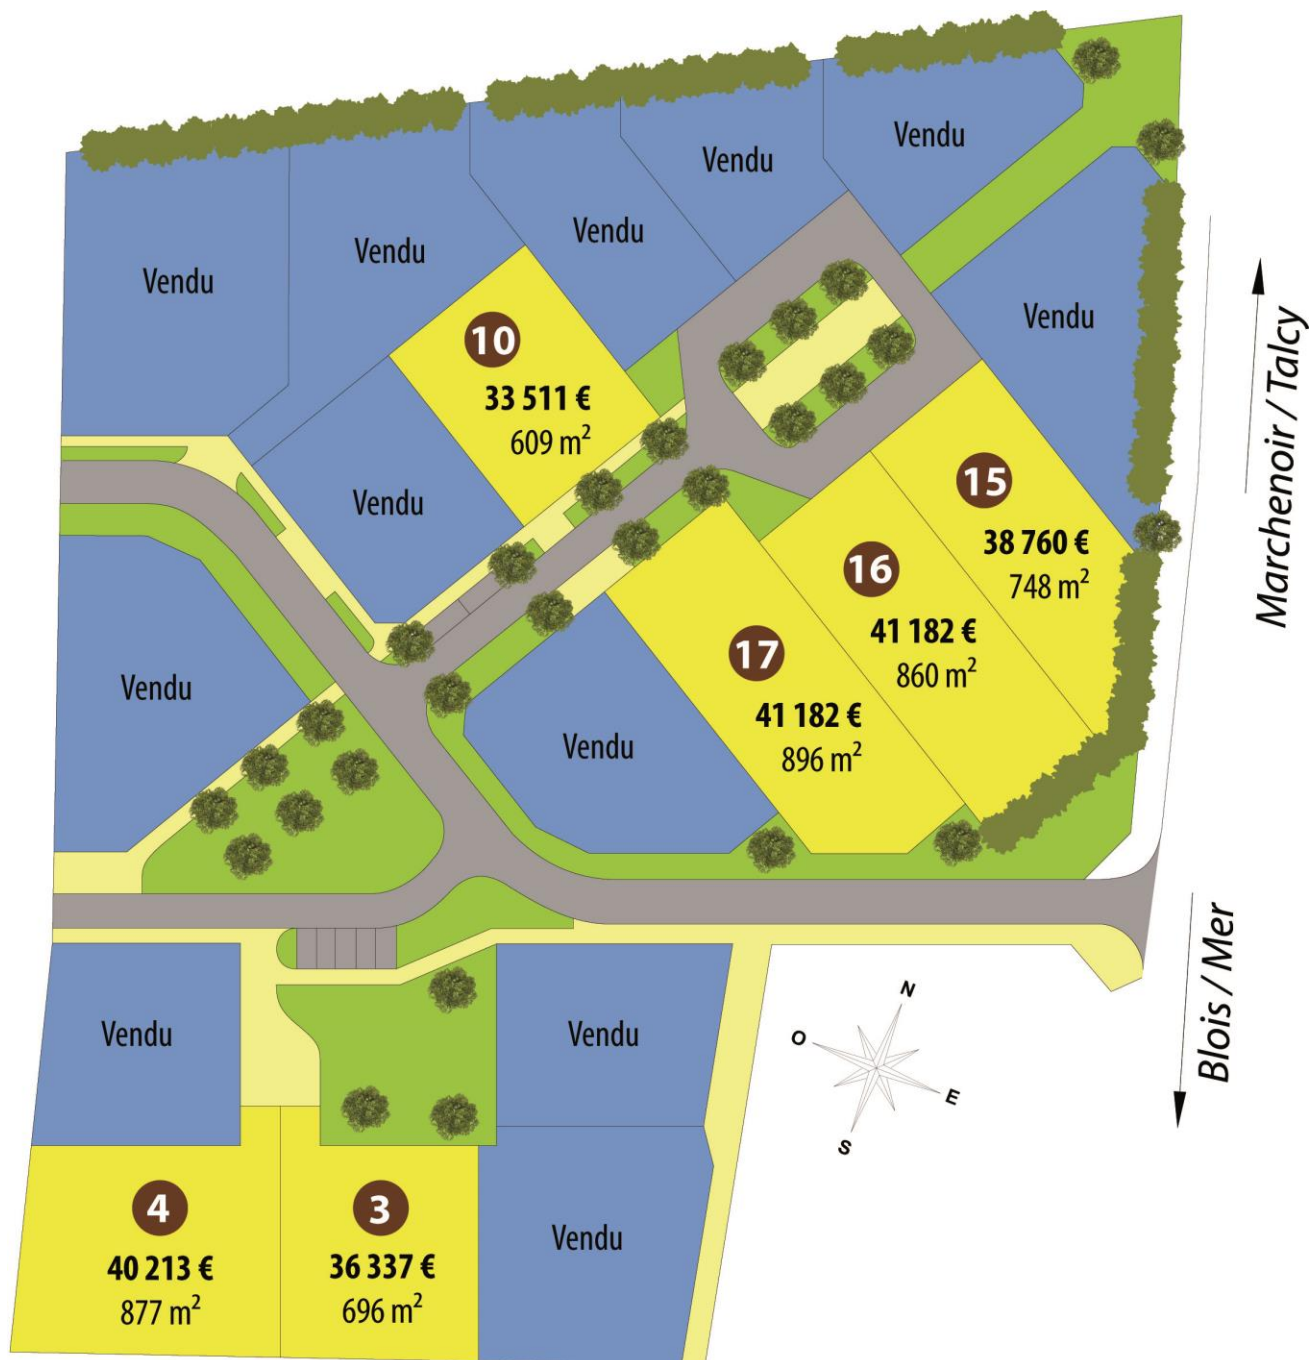 Vendu
Vendu
Vendu
Vendu
Vendu
Vendu
10
33 511 €
609 m²
Vendu
15
38 760 €
748 m²
16
41 182 €
860 m²
17
41 182 €
896 m²
Vendu
Vendu
Marchenoir / Talcy
Vendu
Vendu
4
40 213 €
877 m²
3
36 337 €
696 m²
Vendu
N
O
E
S
Blois / Mer